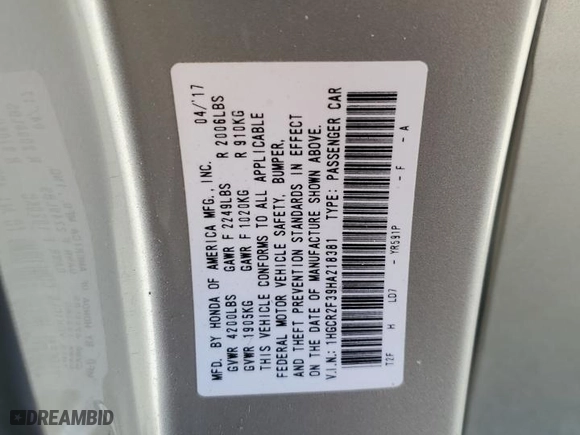 MFD. BY HONDA OF AMERICA MFG., INC. 04/'17
GVWR 4200LBS GAWR F 2249LBS R 2006LBS
GVWR 1905KG GAWR F 1020KG R 910KG
THIS VEHICLE CONFORMS TO ALL APPLICABLE
FEDERAL MOTOR VEHICLE SAFETY, BUMPER,
AND THEFT PREVENTION STANDARDS IN EFFECT
ON THE DATE OF MANUFACTURE SHOWN ABOVE.
V.I.N.: 1HGCR2F39HA218381 TYPE: PASSENGER CAR
T2F H LD7 - YR591P - F - A
DREAMBID